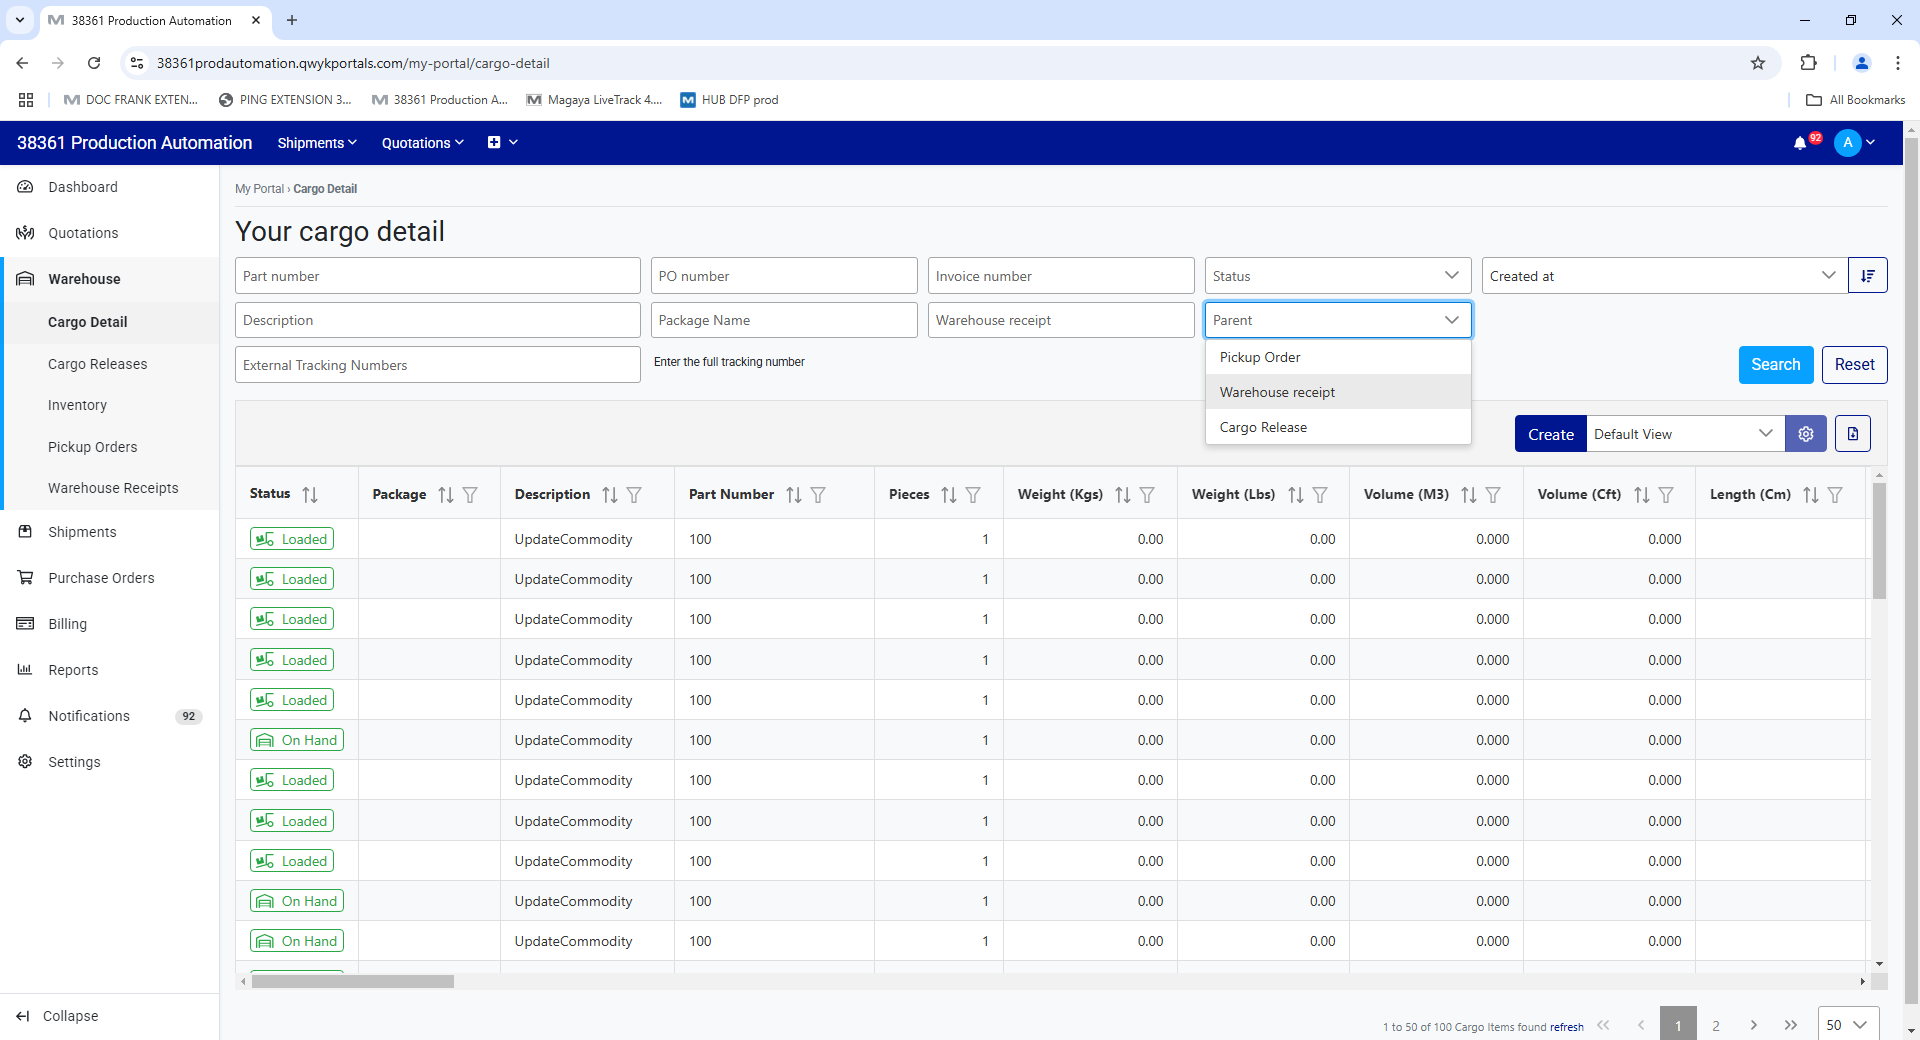 38361 Production Automation
38361prodautomation.qwykportals.com/my-portal/cargo-detail
DOC FRANK EXTEN... PING EXTENSION 3... 38361 Production A... Magaya LiveTrack 4.... HUB DFP prod All Bookmarks
38361 Production Automation Shipments Quotations 92 A
Dashboard
Quotations
Warehouse
Cargo Detail
Cargo Releases
Inventory
Pickup Orders
Warehouse Receipts
Shipments
Purchase Orders
Billing
Reports
Notifications 92
Settings
Collapse
My Portal › Cargo Detail
Your cargo detail
Part number PO number Invoice number Status Created at
Description Package Name Warehouse receipt Parent
External Tracking Numbers Enter the full tracking number
Pickup Order
Warehouse receipt
Cargo Release
Search Reset
Create Default View
Status Package Description Part Number Pieces Weight (Kgs) Weight (Lbs) Volume (M3) Volume (Cft) Length (Cm)
Loaded UpdateCommodity 100 1 0.00 0.00 0.000 0.000
Loaded UpdateCommodity 100 1 0.00 0.00 0.000 0.000
Loaded UpdateCommodity 100 1 0.00 0.00 0.000 0.000
Loaded UpdateCommodity 100 1 0.00 0.00 0.000 0.000
Loaded UpdateCommodity 100 1 0.00 0.00 0.000 0.000
On Hand UpdateCommodity 100 1 0.00 0.00 0.000 0.000
Loaded UpdateCommodity 100 1 0.00 0.00 0.000 0.000
Loaded UpdateCommodity 100 1 0.00 0.00 0.000 0.000
Loaded UpdateCommodity 100 1 0.00 0.00 0.000 0.000
On Hand UpdateCommodity 100 1 0.00 0.00 0.000 0.000
On Hand UpdateCommodity 100 1 0.00 0.00 0.000 0.000
1 to 50 of 100 Cargo Items found refresh 1 2 50